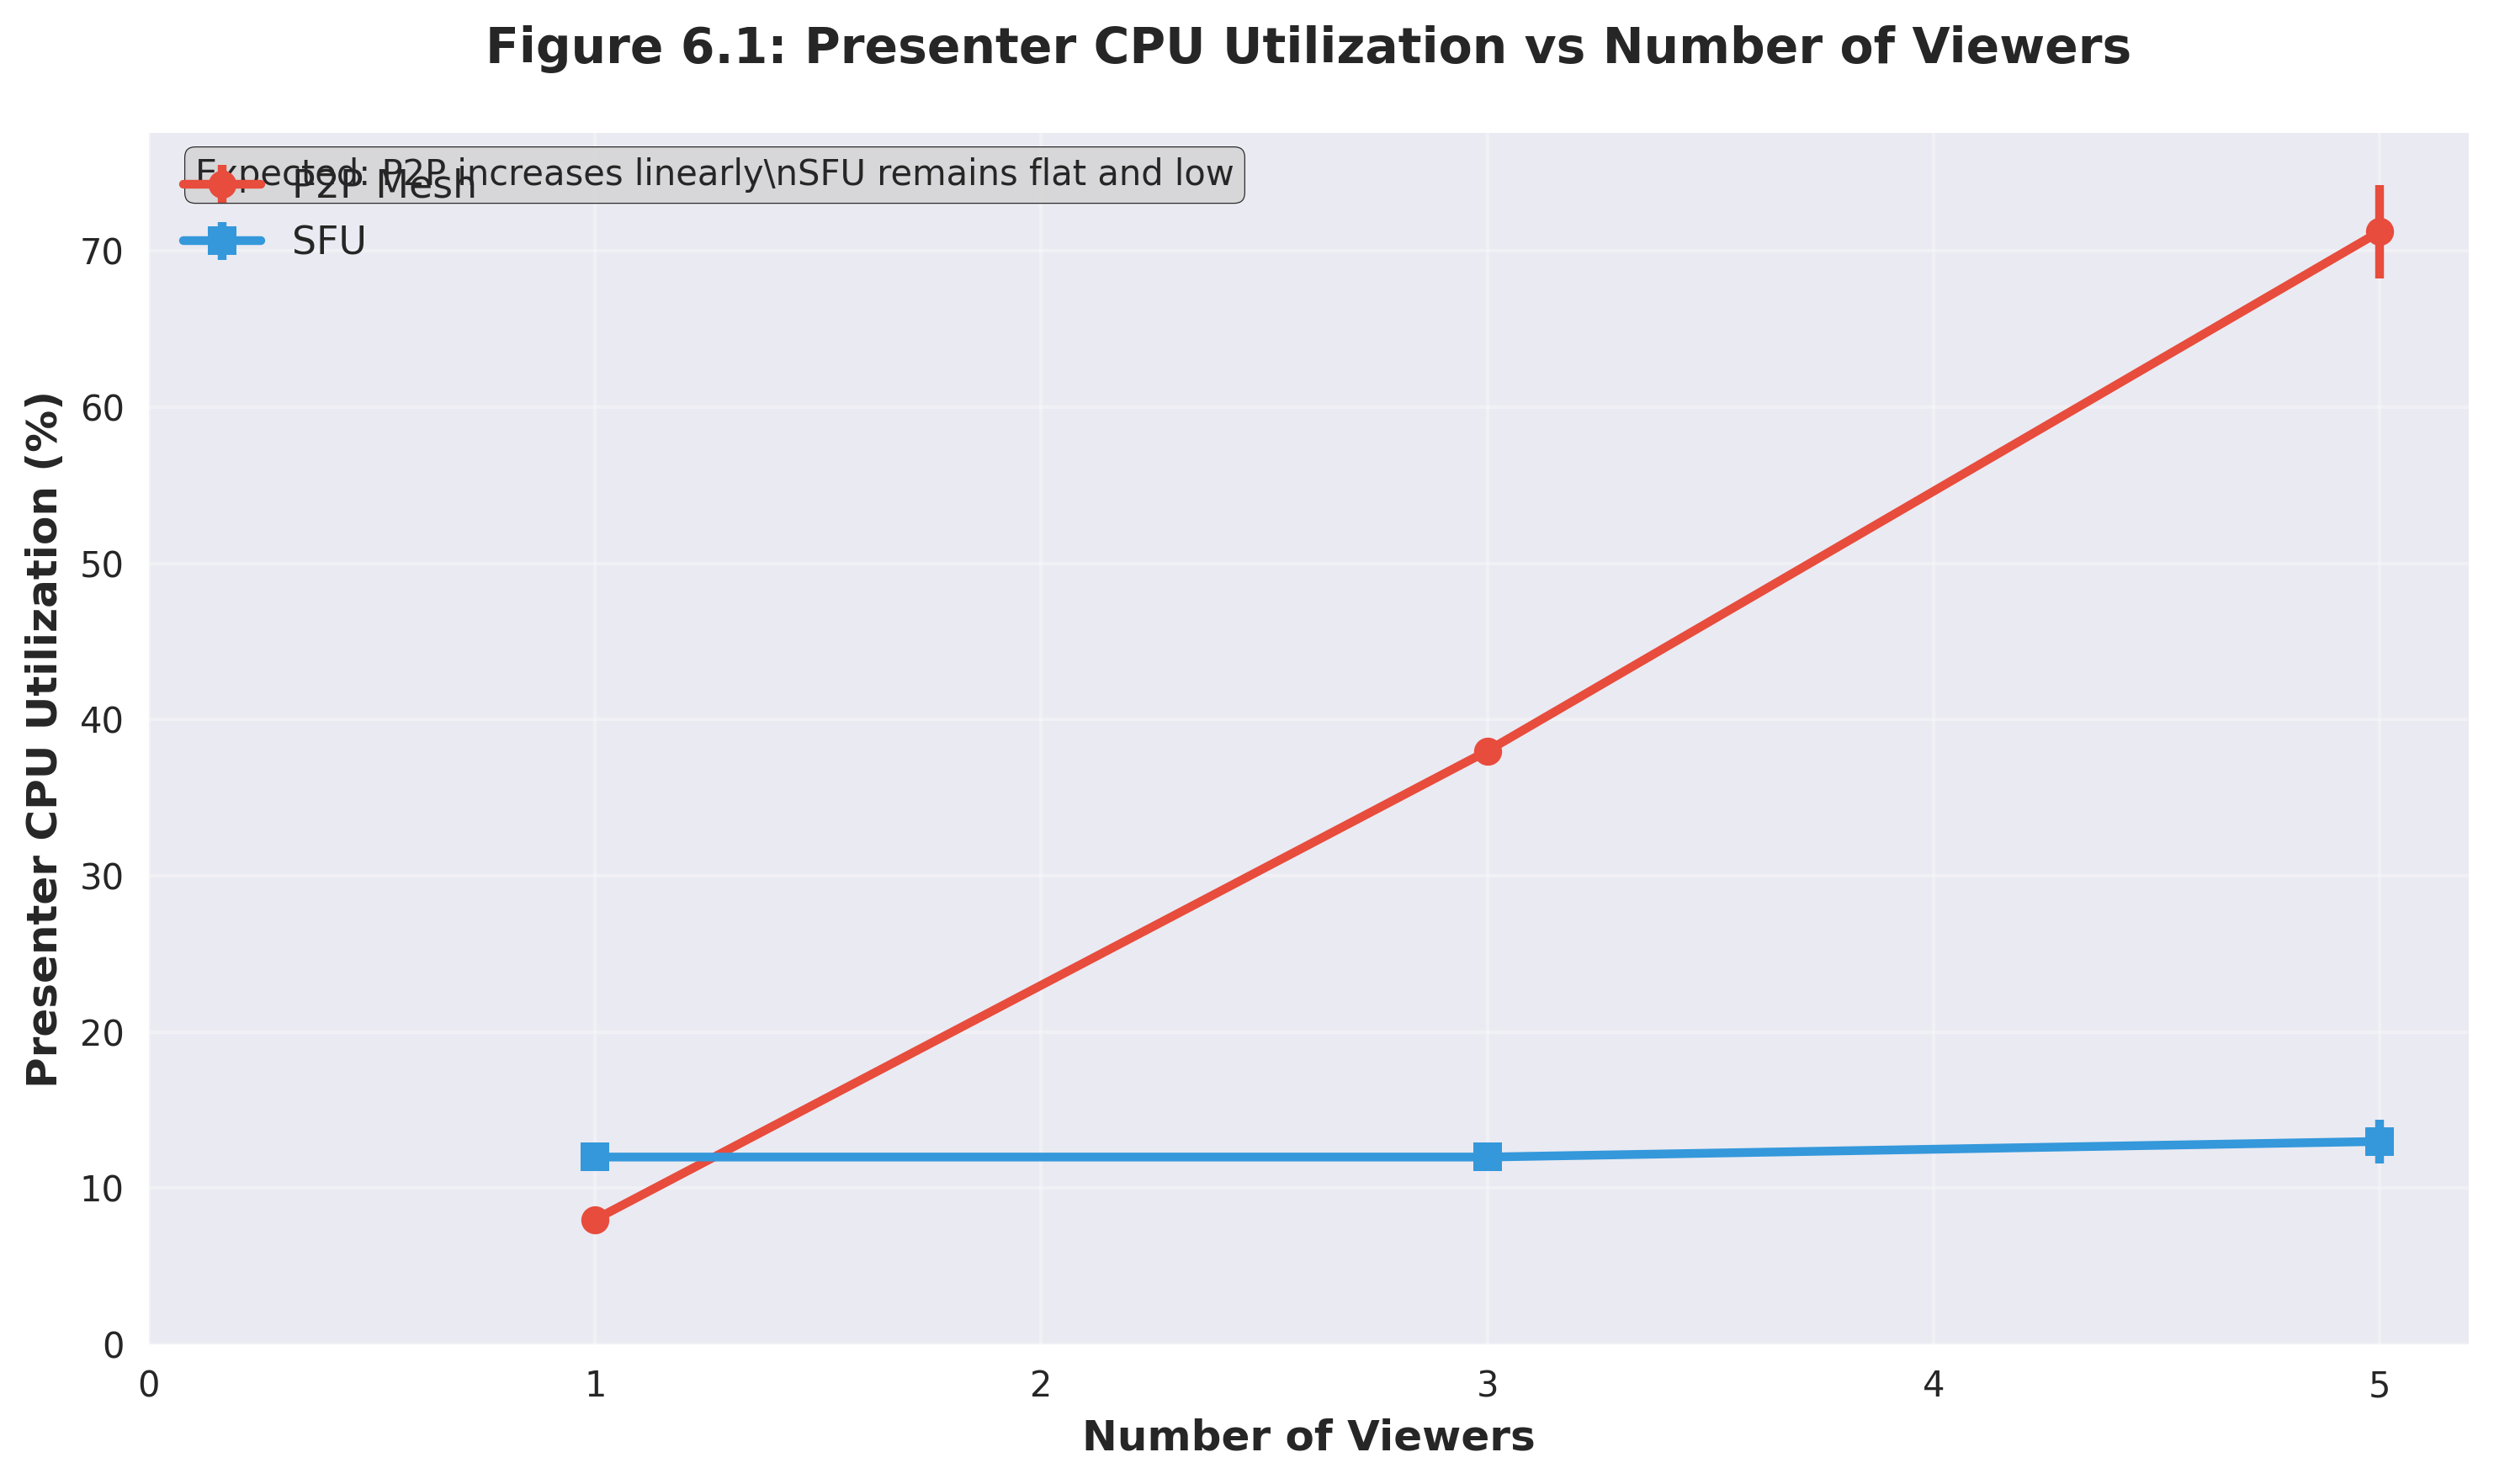 Figure 6.1: Presenter CPU Utilization vs Number of Viewers
Expected: P2P increases linearly\nSFU remains flat and low
P2P Mesh
SFU
Presenter CPU Utilization (%)
70
60
50
40
30
20
10
0
0 1 2 3 4 5
Number of Viewers